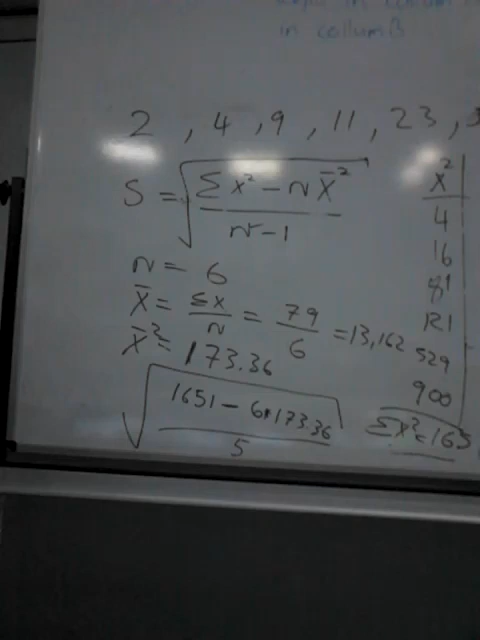 in collum B
2 , 4 , 9 , 11 , 23 ,
S = √ Σx² - n x̄² / n-1
x²
4
16
81
121
529
900
Σx² = 165
n = 6
x̄ = Σx / n = 79 / 6 = 13,162
x̄² = 173.36
√ 1651 - 6*173.36 / 5